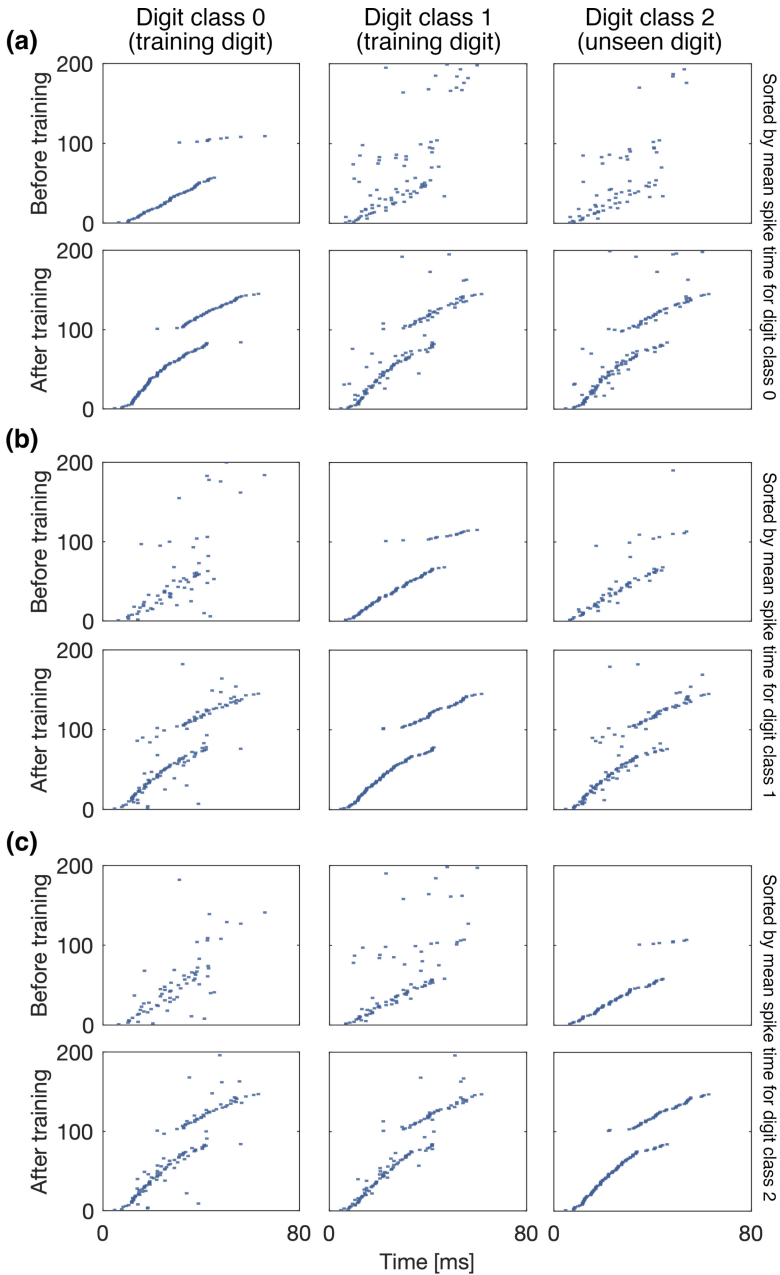 Digit class 0
(training digit)
Digit class 1
(training digit)
Digit class 2
(unseen digit)
(a)
200
100
0
Before training
200
100
0
After training
Sorted by mean spike time for digit class 0
(b)
200
100
0
Before training
200
100
0
After training
Sorted by mean spike time for digit class 1
(c)
200
100
0
Before training
200
100
0
After training
Sorted by mean spike time for digit class 2
0 80 0 80 0 80
Time [ms]